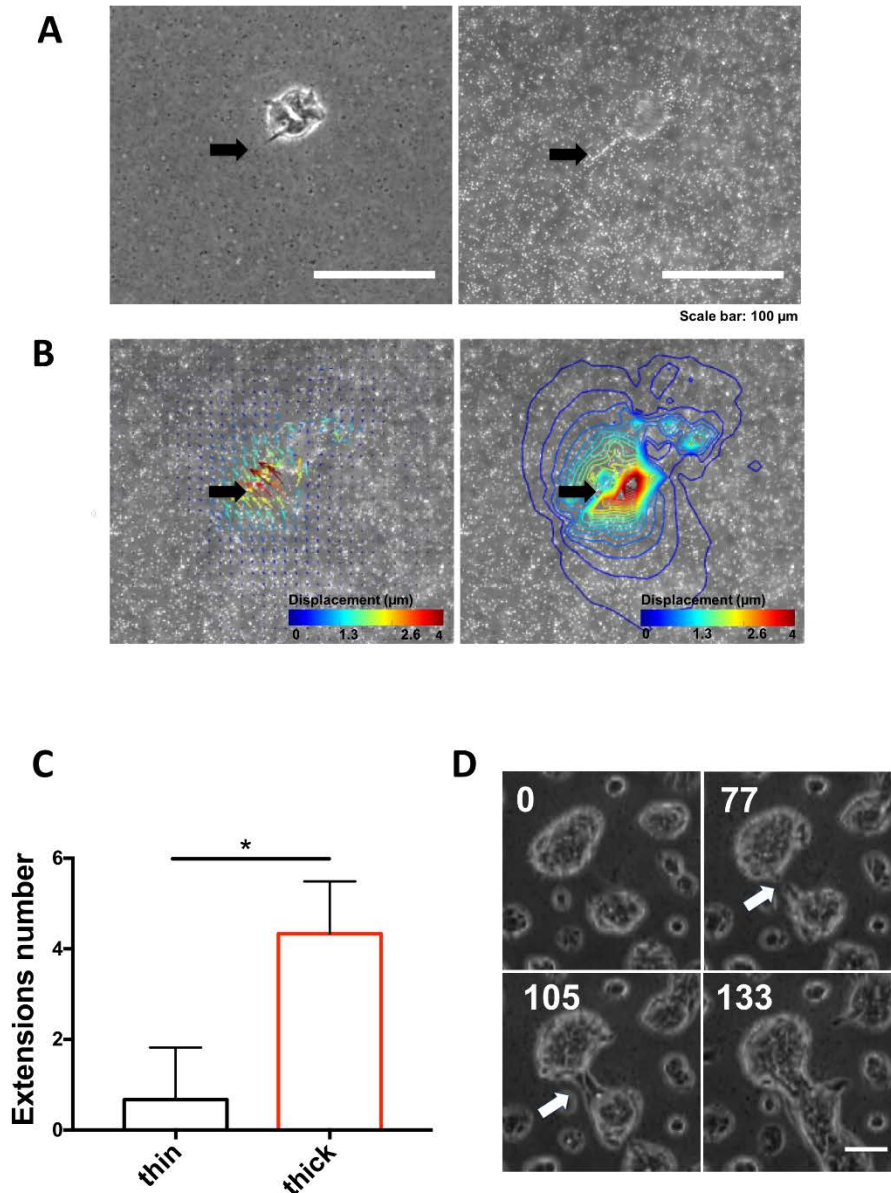 A
Scale bar: 100 µm
B
Displacement (µm)
0 1.3 2.6 4
Displacement (µm)
0 1.3 2.6 4
C
Extensions number
6
4
2
0
*
thin
thick
D
0
77
105
133